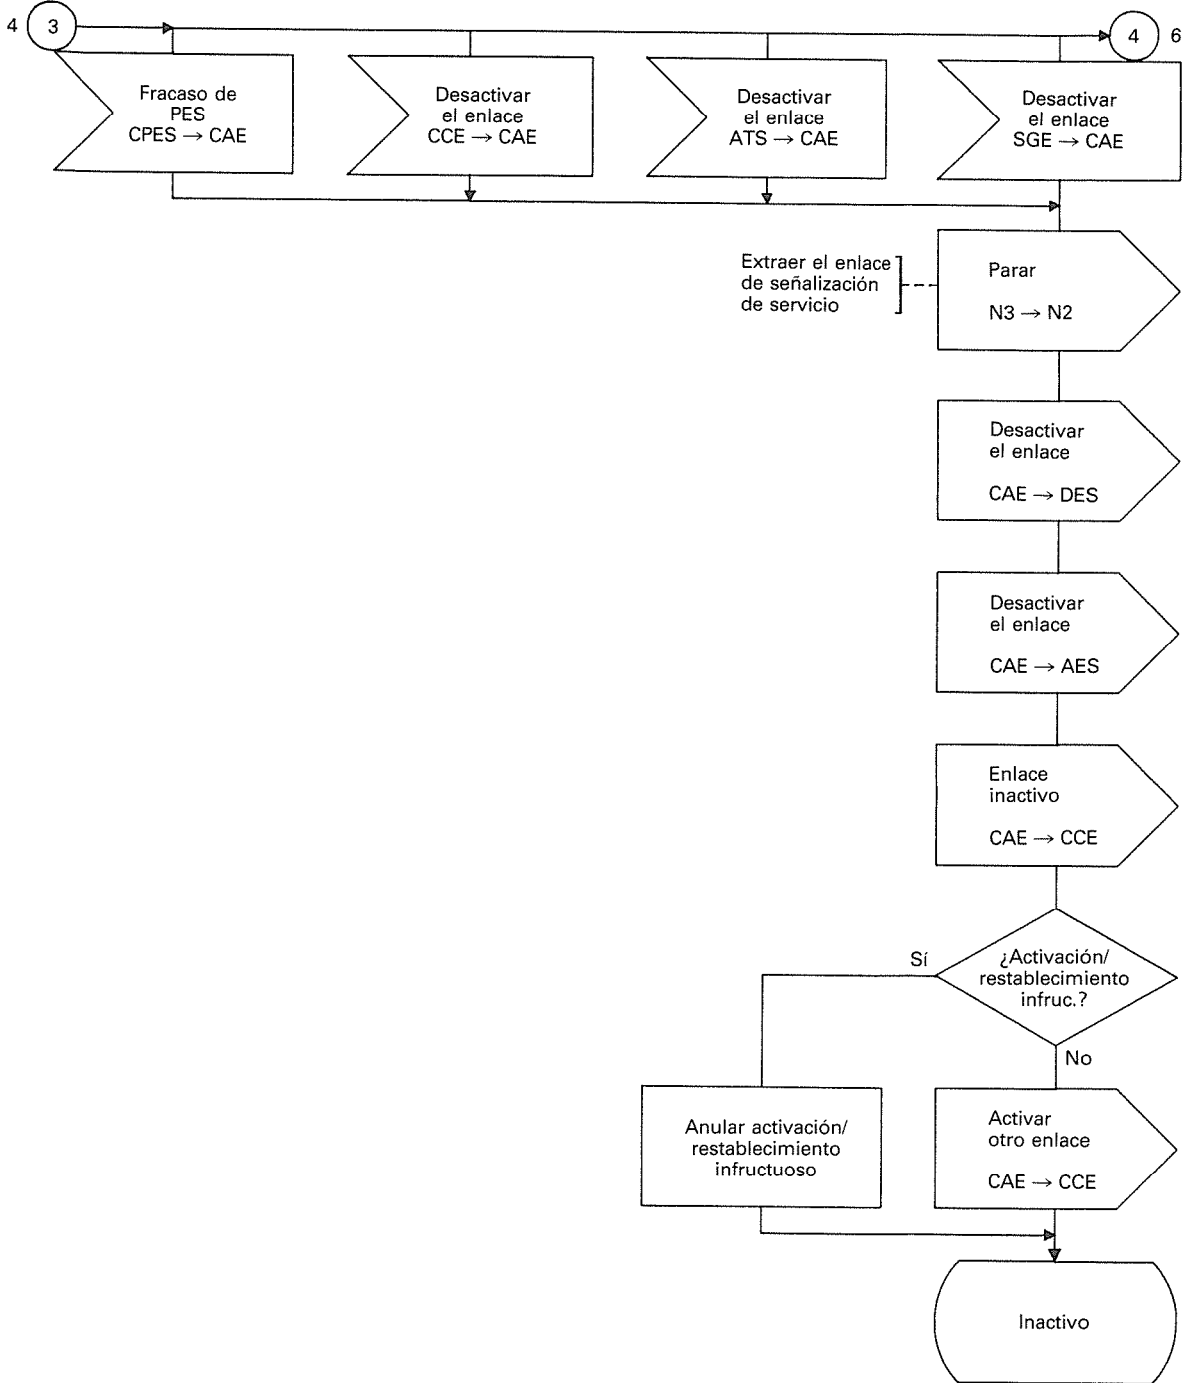 4
3
4
6
Fracaso de
PES
CPES → CAE
Desactivar
el enlace
CCE → CAE
Desactivar
el enlace
ATS → CAE
Desactivar
el enlace
SGE → CAE
Extraer el enlace
de señalización
de servicio
Parar
N3 → N2
Desactivar
el enlace
CAE → DES
Desactivar
el enlace
CAE → AES
Enlace
inactivo
CAE → CCE
Sí
¿Activación/
restablecimiento
infruc.?
No
Anular activación/
restablecimiento
infructuoso
Activar
otro enlace
CAE → CCE
Inactivo